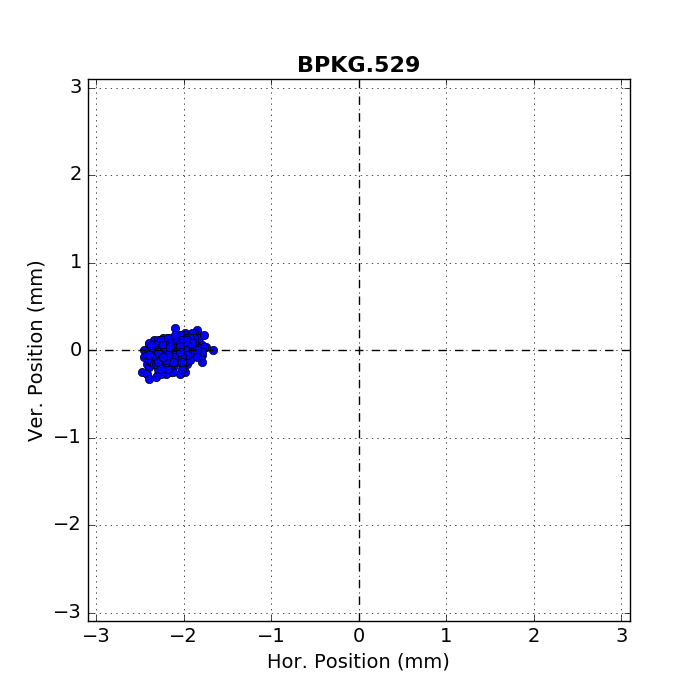 BPKG.529
3
2
1
0
−1
−2
−3
Ver. Position (mm)
−3 −2 −1 0 1 2 3
Hor. Position (mm)